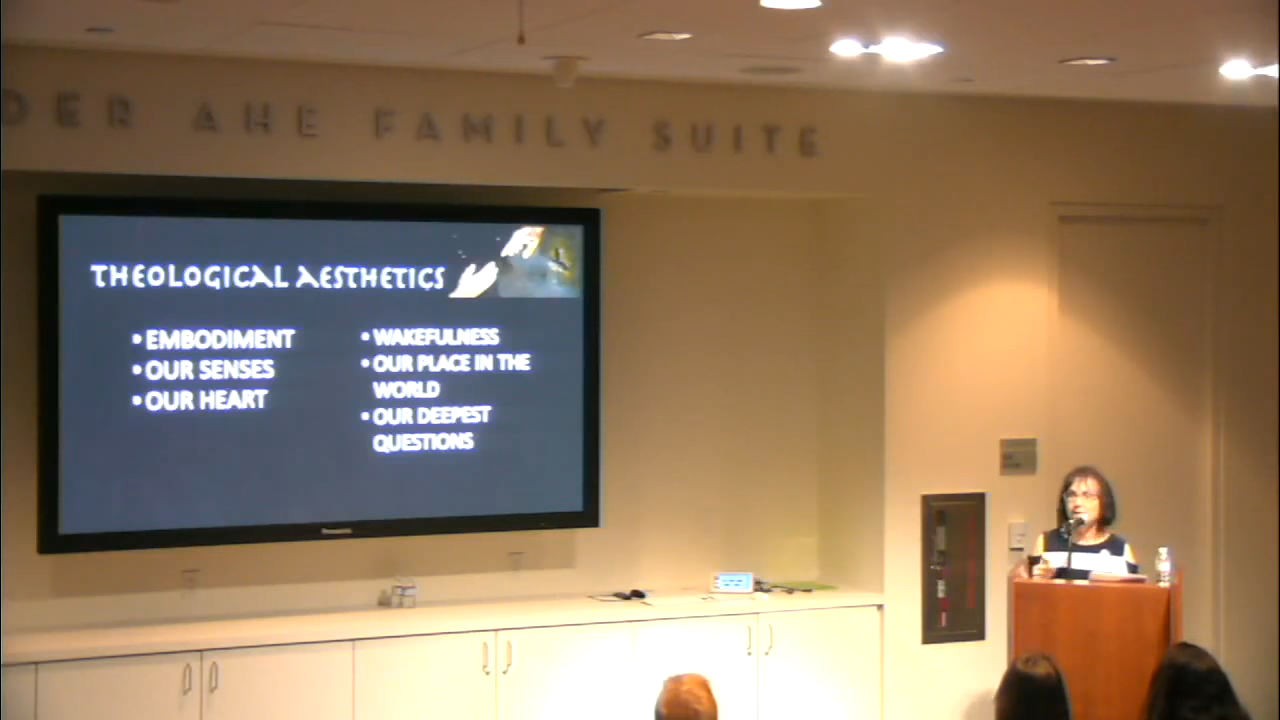 DER AHE FAMILY SUITE
THEOLOGICAL AESTHETICS
• EMBODIMENT
• OUR SENSES
• OUR HEART
• WAKEFULNESS
• OUR PLACE IN THE
WORLD
• OUR DEEPEST
QUESTIONS
Panasonic